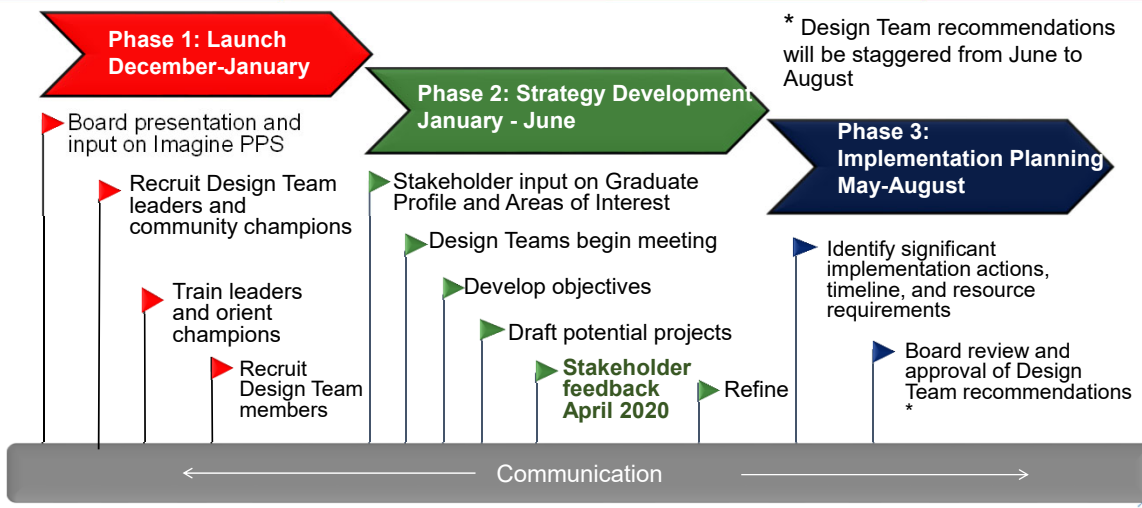 Phase 1: Launch
December-January
* Design Team recommendations
will be staggered from June to
August
Phase 2: Strategy Development
January - June
Phase 3:
Implementation Planning
May-August
Board presentation and
input on Imagine PPS
Recruit Design Team
leaders and
community champions
Train leaders
and orient
champions
Recruit
Design Team
members
Stakeholder input on Graduate
Profile and Areas of Interest
Design Teams begin meeting
Develop objectives
Draft potential projects
Stakeholder
feedback
April 2020
Refine
Identify significant
implementation actions,
timeline, and resource
requirements
Board review and
approval of Design
Team recommendations
*
Communication